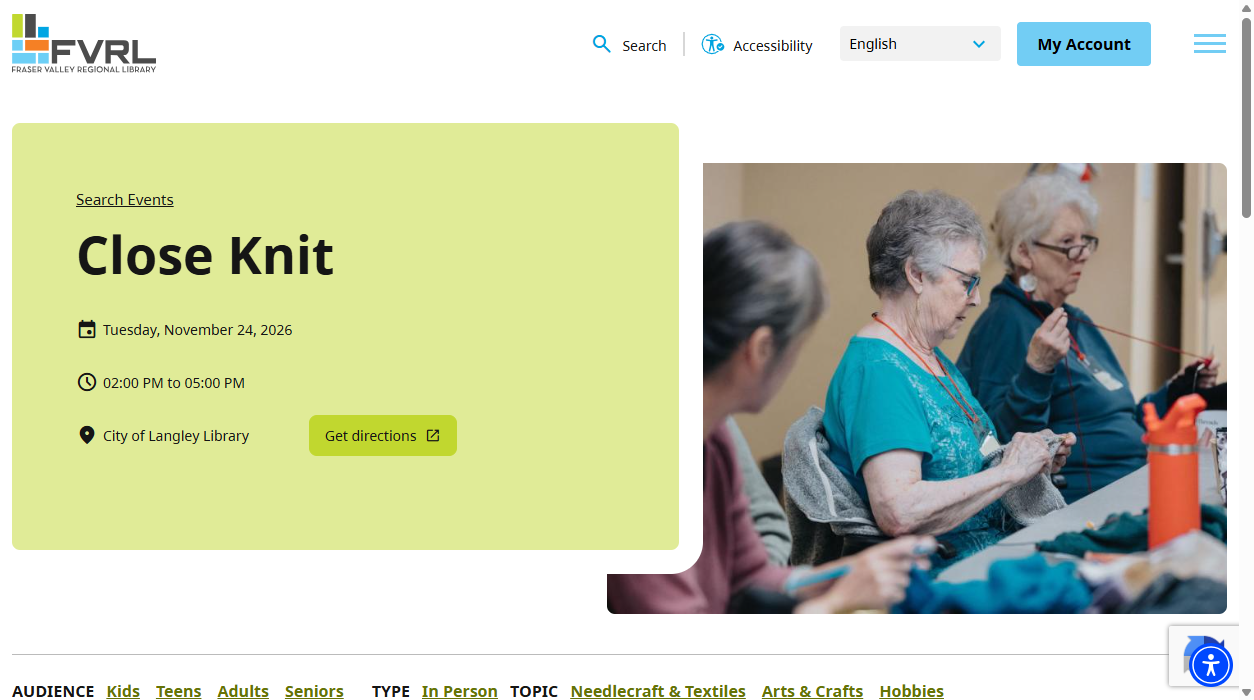 FVRL
FRASER VALLEY REGIONAL LIBRARY
Search
Accessibility
English
My Account
Search Events
Close Knit
Tuesday, November 24, 2026
02:00 PM to 05:00 PM
City of Langley Library
Get directions
AUDIENCE Kids Teens Adults Seniors TYPE In Person TOPIC Needlecraft & Textiles Arts & Crafts Hobbies